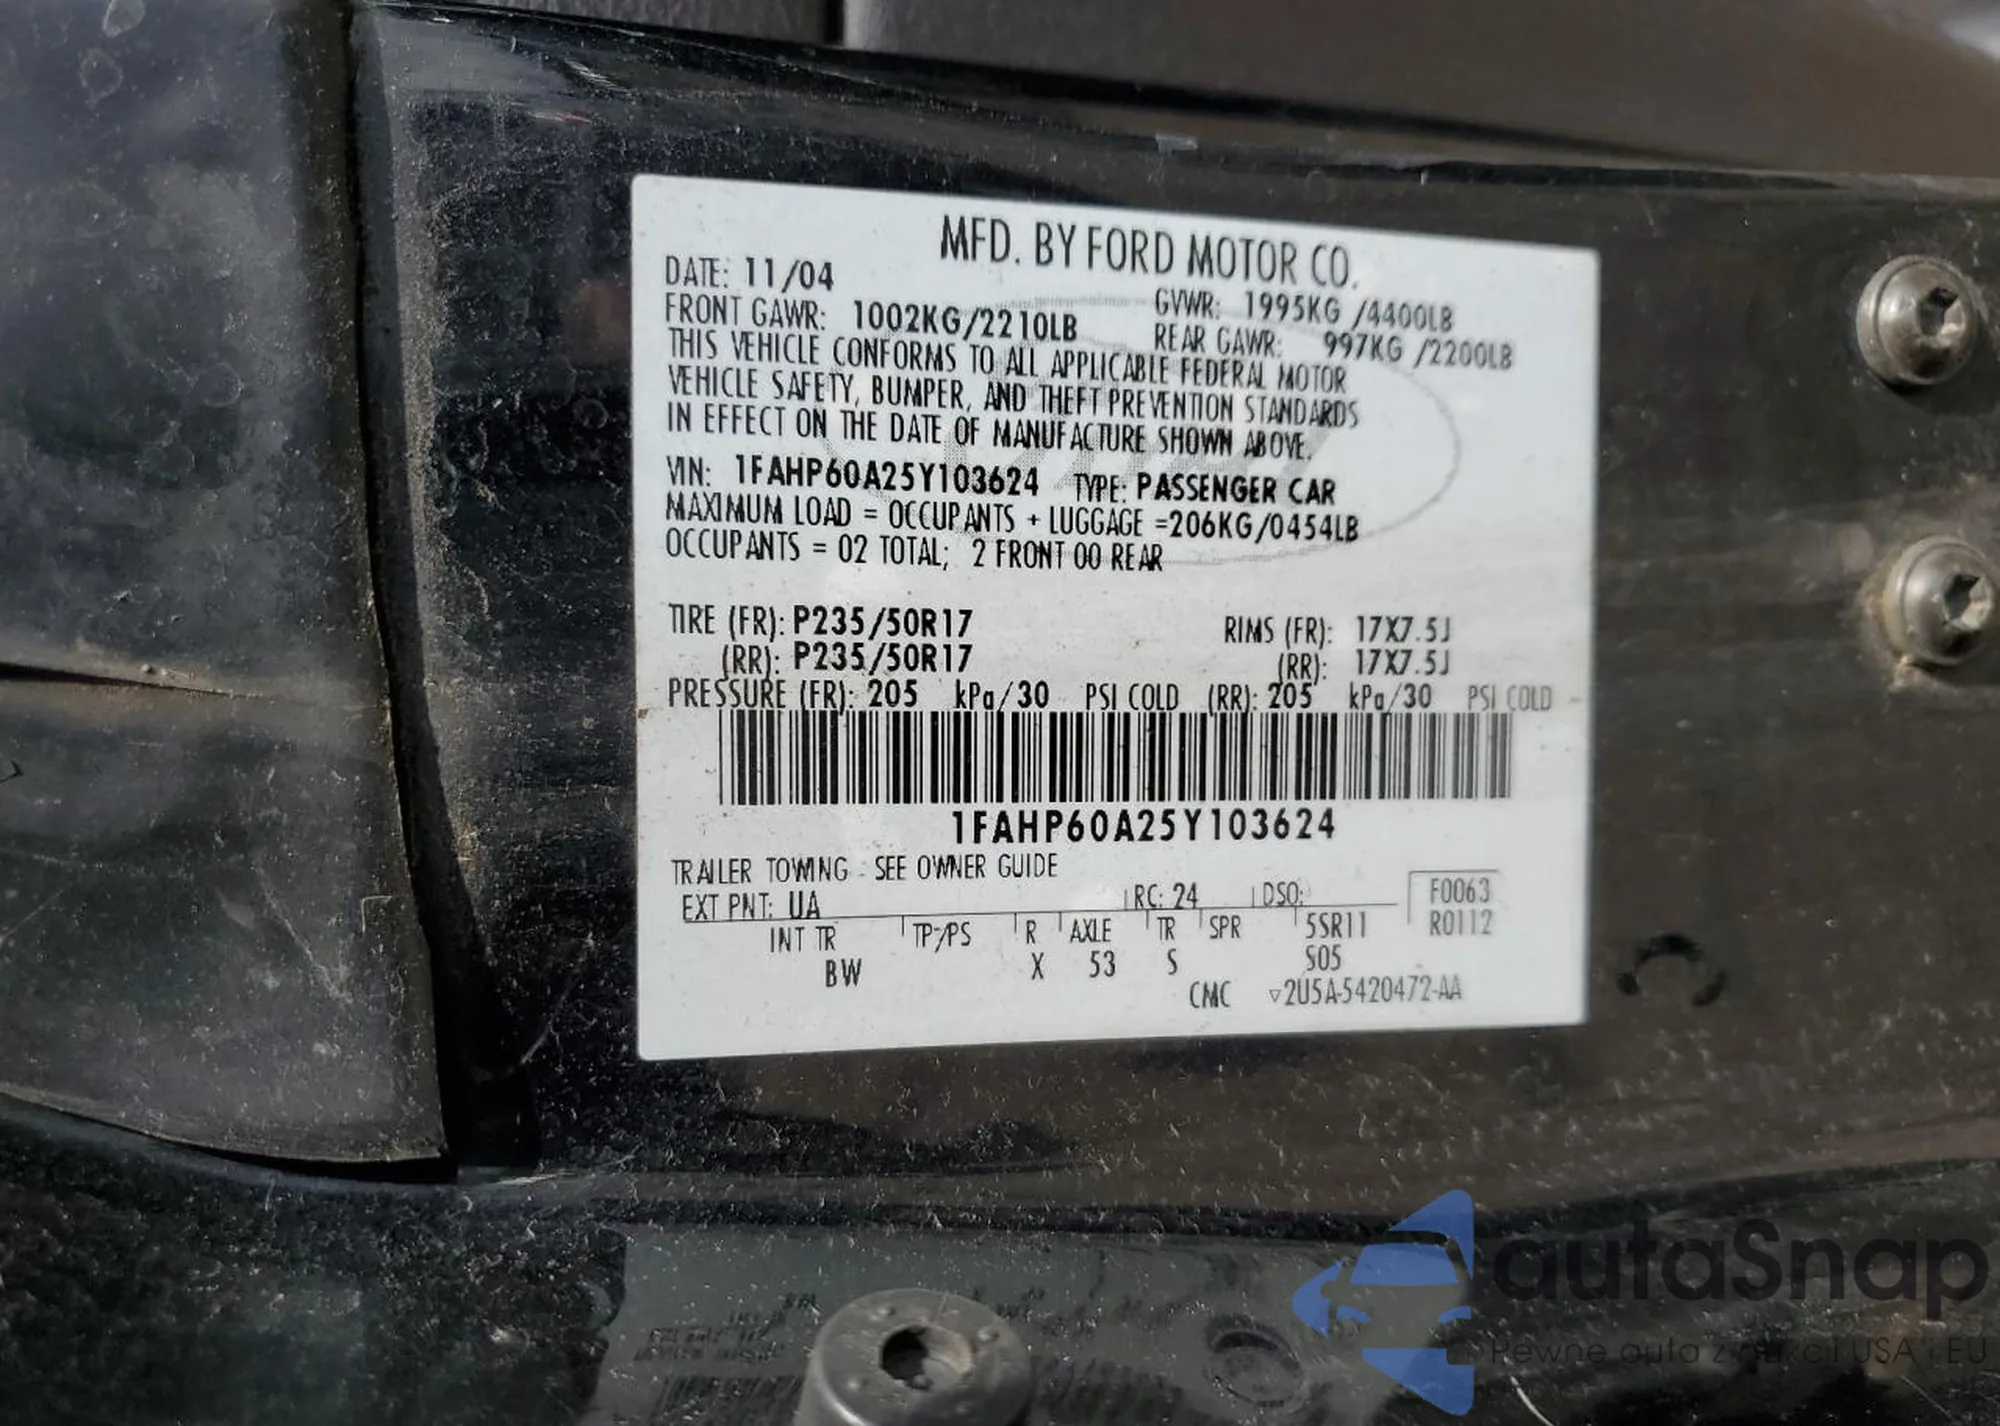 MFD. BY FORD MOTOR CO.
DATE: 11/04
GVWR: 1995KG /4400LB
FRONT GAWR: 1002KG/2210LB
REAR GAWR: 997KG /2200LB
THIS VEHICLE CONFORMS TO ALL APPLICABLE FEDERAL MOTOR
VEHICLE SAFETY, BUMPER, AND THEFT PREVENTION STANDARDS
IN EFFECT ON THE DATE OF MANUFACTURE SHOWN ABOVE.
VIN: 1FAHP60A25Y103624 TYPE: PASSENGER CAR
MAXIMUM LOAD = OCCUPANTS + LUGGAGE =206KG/0454LB
OCCUPANTS = 02 TOTAL; 2 FRONT 00 REAR
TIRE (FR): P235/50R17 RIMS (FR): 17X7.5J
(RR): P235/50R17 (RR): 17X7.5J
PRESSURE (FR): 205 kPa/30 PSI COLD (RR): 205 kPa/30 PSI COLD
1FAHP60A25Y103624
TRAILER TOWING - SEE OWNER GUIDE
EXT PNT: UA RC: 24 DSO: F0063
INT TR TP/PS R AXLE TR SPR 5SR11 R0112
BW X 53 S S05
CMC ▿2U5A-5420472-AA
autaSnap
Pewne auta z aukcji USA i EU